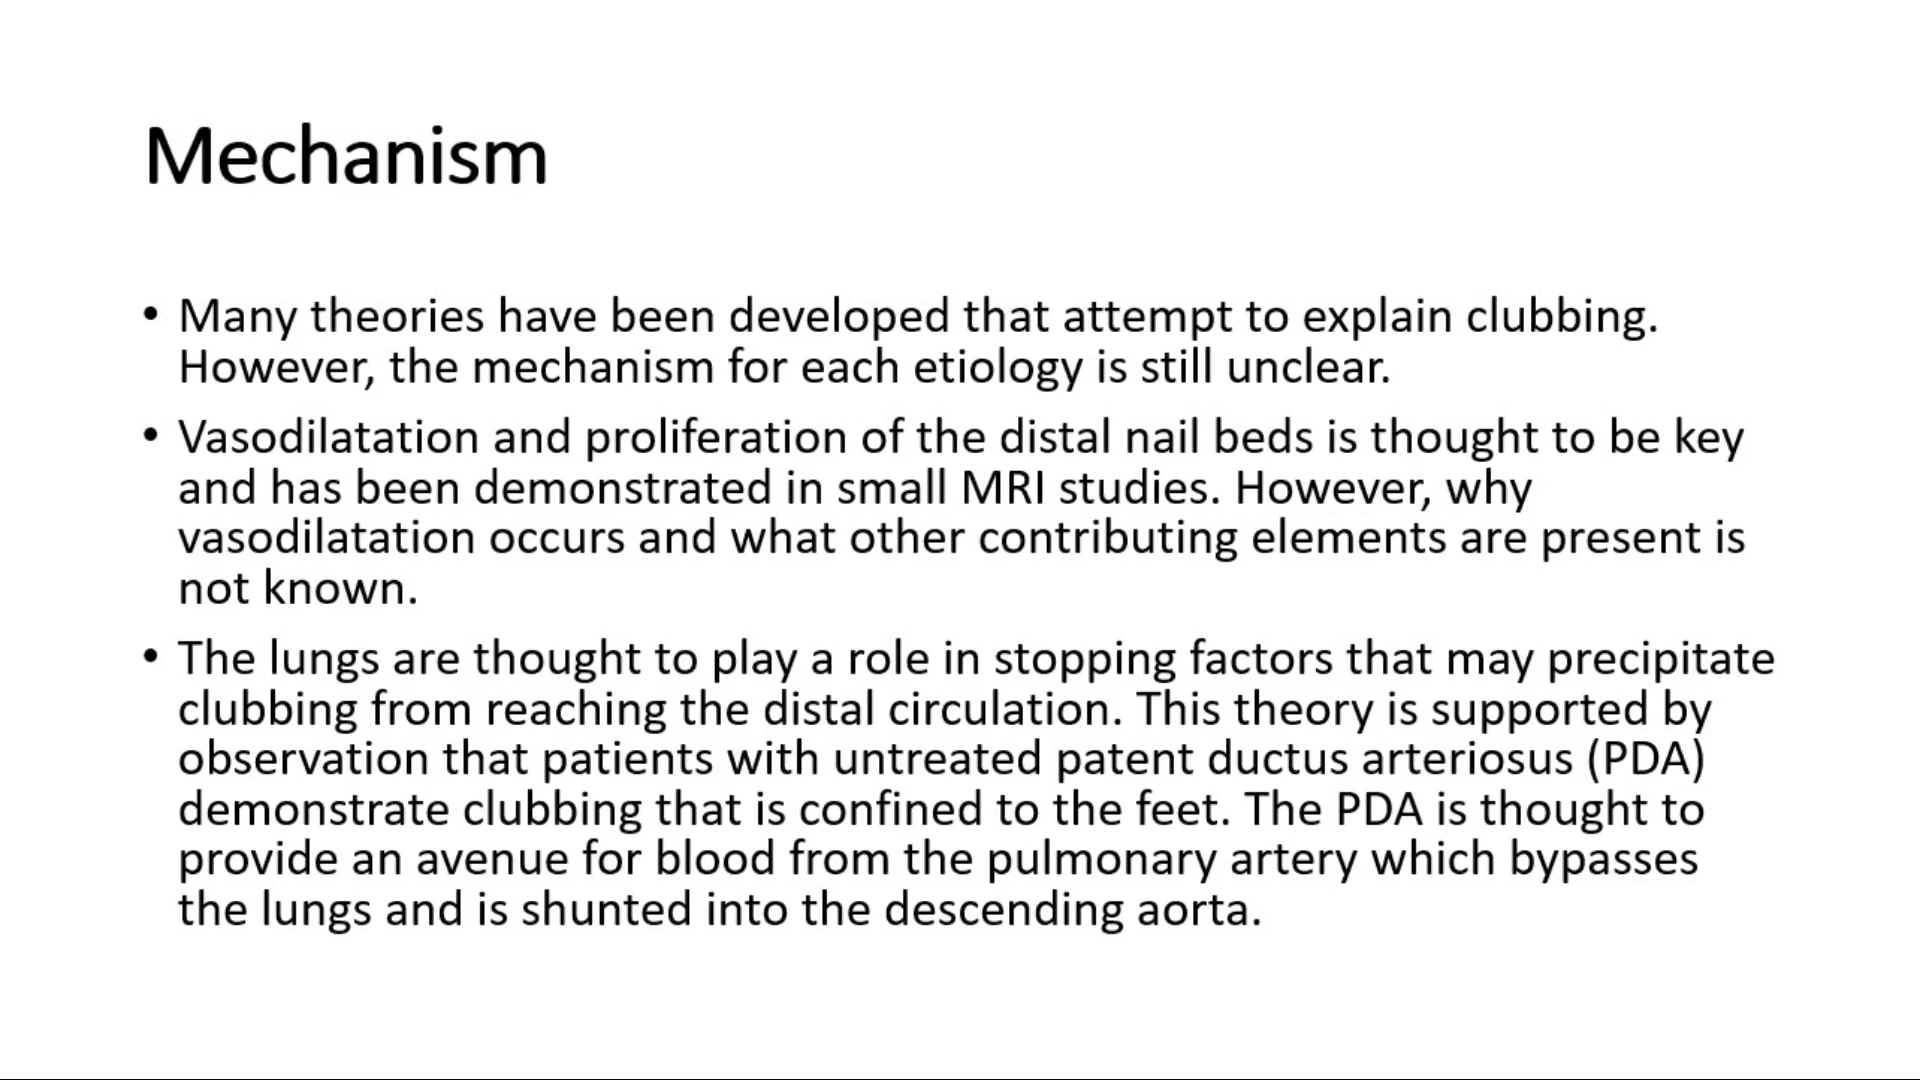 Mechanism
• Many theories have been developed that attempt to explain clubbing.
However, the mechanism for each etiology is still unclear.
• Vasodilatation and proliferation of the distal nail beds is thought to be key
and has been demonstrated in small MRI studies. However, why
vasodilatation occurs and what other contributing elements are present is
not known.
• The lungs are thought to play a role in stopping factors that may precipitate
clubbing from reaching the distal circulation. This theory is supported by
observation that patients with untreated patent ductus arteriosus (PDA)
demonstrate clubbing that is confined to the feet. The PDA is thought to
provide an avenue for blood from the pulmonary artery which bypasses
the lungs and is shunted into the descending aorta.